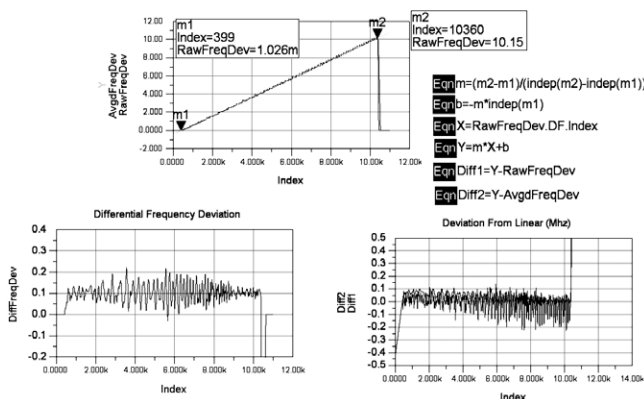 m1
Index=399
RawFreqDev=1.026m
m2
Index=10360
RawFreqDev=10.15
12.00
10.000
8.000
6.000
4.000
2.000
0.0000
AvgdFreqDev
RawFreqDev
Y
m1
m2
0.0000 2.000k 4.000k 6.000k 8.000k 10.00k 12.00k
Index
Eqn m=(m2-m1)/(indep(m2)-indep(m1))
Eqn b=-m*indep(m1)
Eqn X=RawFreqDev.DF.Index
Eqn Y=m*X+b
Eqn Diff1=Y-RawFreqDev
Eqn Diff2=Y-AvgdFreqDev
Differential Frequency Deviation
0.4
0.3
0.2
0.1
0.0
-0.1
-0.2
DiffFreqDev
0.0000 2.000k 4.000k 6.000k 8.000k 10.00k 12.00k
Index
Deviation From Linear (Mhz)
0.5
0.4
0.3
0.2
0.1
0.0
-0.1
-0.2
-0.3
-0.4
-0.5
Diff2
Diff1
0.0000 2.000k 4.000k 6.000k 8.000k 10.00k 12.00k 14.00k
Index